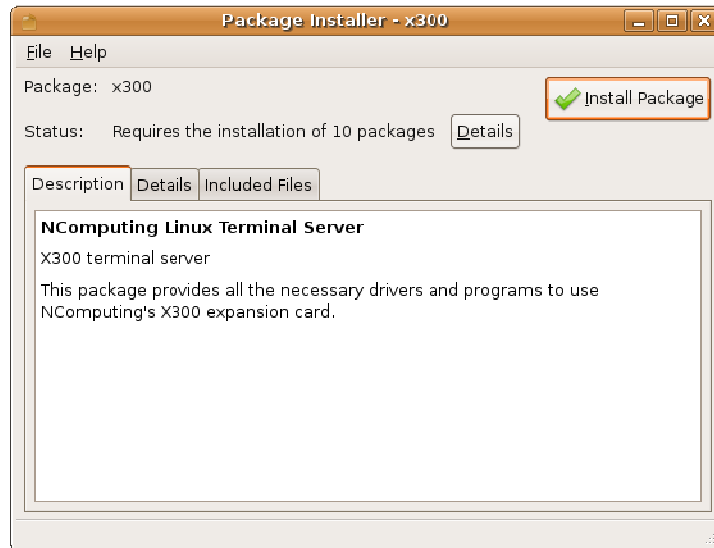 Package Installer - x300
File Help
Package: x300
Install Package
Status: Requires the installation of 10 packages Details
Description Details Included Files
NComputing Linux Terminal Server
X300 terminal server
This package provides all the necessary drivers and programs to use
NComputing's X300 expansion card.